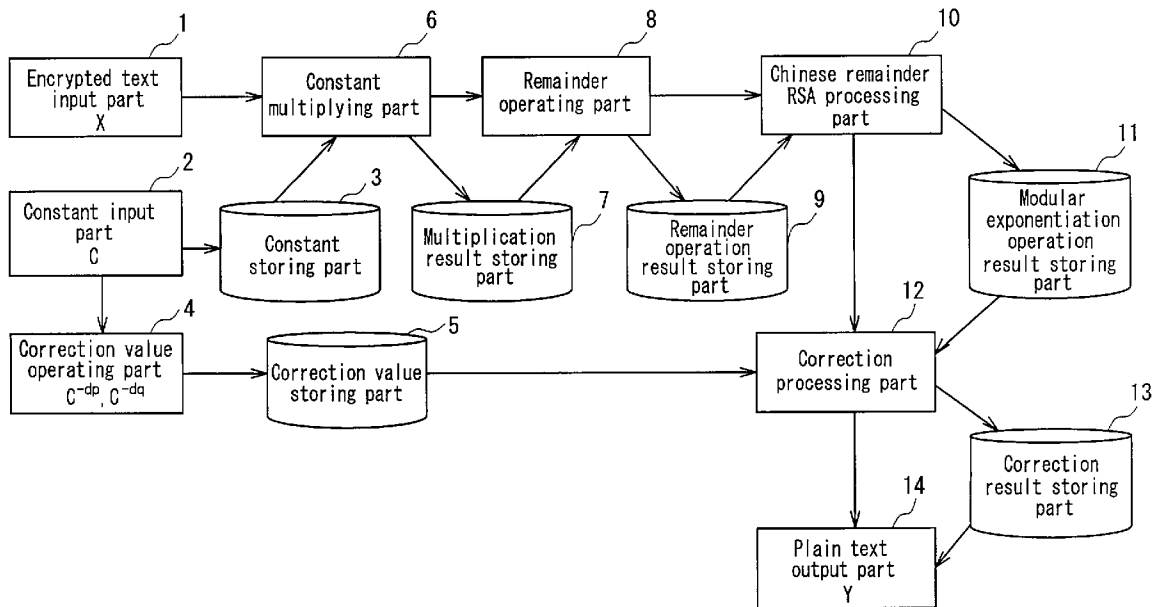 1
Encrypted text
input part
X
6
Constant
multiplying part
8
Remainder
operating part
10
Chinese remainder
RSA processing
part
2
Constant input
part
C
3
Constant
storing part
7
Multiplication
result storing
part
9
Remainder
operation
result storing
part
11
Modular
exponentiation
operation
result storing
part
4
Correction value
operating part
C^-dp, C^-dq
5
Correction value
storing part
12
Correction
processing part
13
Correction
result storing
part
14
Plain text
output part
Y